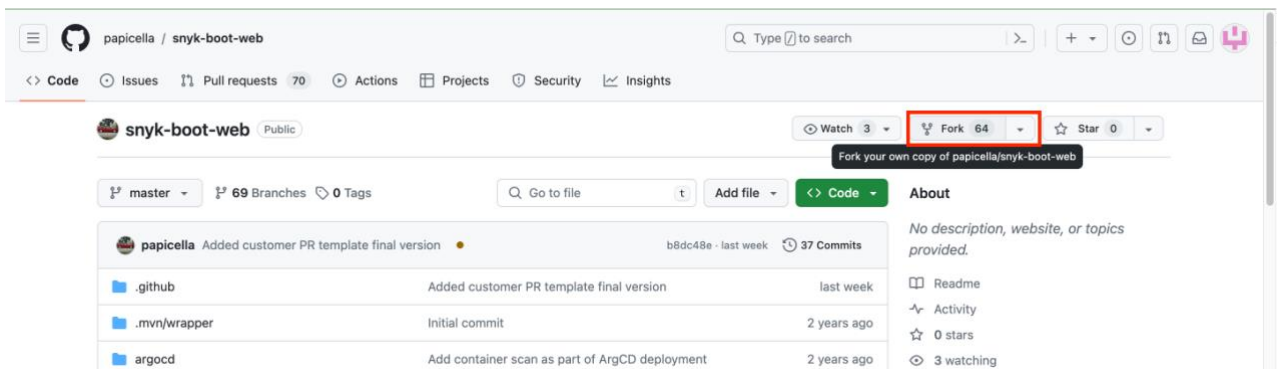 papicella / snyk-boot-web
Type / to search
Code Issues Pull requests 70 Actions Projects Security Insights
snyk-boot-web Public
Watch 3 Fork 64 Star 0
Fork your own copy of papicella/snyk-boot-web
master 69 Branches 0 Tags Go to file t Add file Code
About
No description, website, or topics
provided.
papicella Added customer PR template final version b8dc48e · last week 37 Commits
.github Added customer PR template final version last week
Readme
Activity
.mvn/wrapper Initial commit 2 years ago
0 stars
argocd Add container scan as part of ArgoCD deployment 2 years ago
3 watching